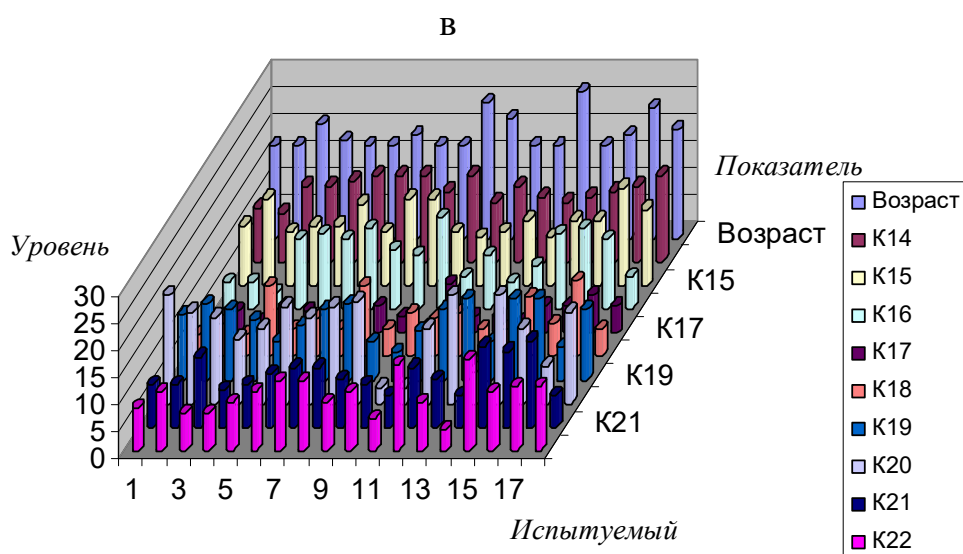 в
Показатель
Уровень
30
25
20
15
10
5
0
1 3 5 7 9 11 13 15 17
Испытуемый
Возраст
К15
К17
К19
К21
Возраст
К14
К15
К16
К17
К18
К19
К20
К21
К22